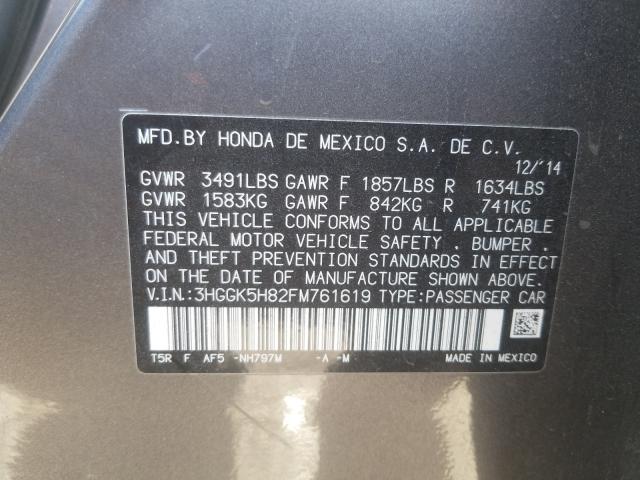 MFD.BY HONDA DE MEXICO S.A. DE C.V.
12/'14
GVWR 3491LBS GAWR F 1857LBS R 1634LBS
GVWR 1583KG GAWR F 842KG R 741KG
THIS VEHICLE CONFORMS TO ALL APPLICABLE
FEDERAL MOTOR VEHICLE SAFETY . BUMPER .
AND THEFT PREVENTION STANDARDS IN EFFECT
ON THE DATE OF MANUFACTURE SHOWN ABOVE.
V.I.N.:3HGGK5H82FM761619 TYPE:PASSENGER CAR
T5R F AF5 -NH797M -A -M MADE IN MEXICO